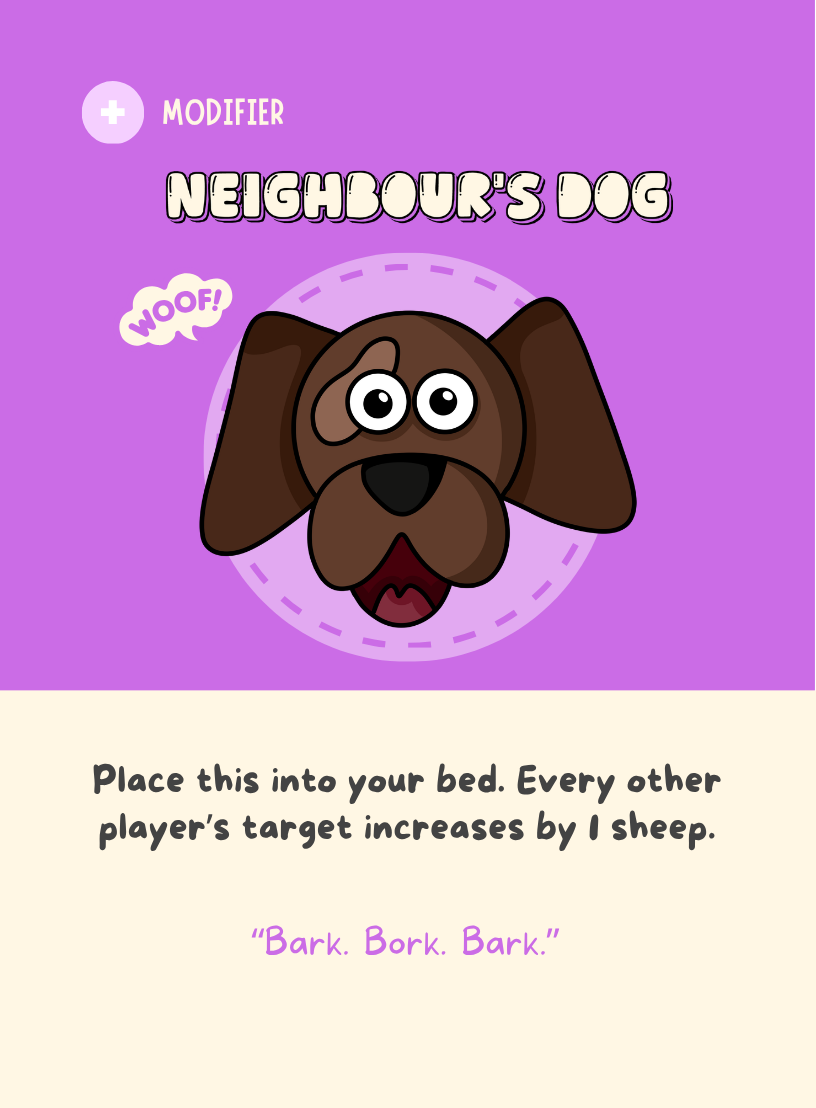 MODIFIER
NEIGHBOUR'S DOG
WOOF!
Place this into your bed. Every other
player's target increases by 1 sheep.
“Bark. Bork. Bark.”